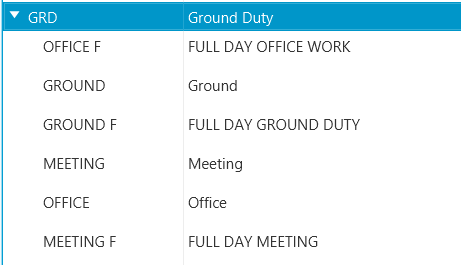 GRD Ground Duty
OFFICE F FULL DAY OFFICE WORK
GROUND Ground
GROUND F FULL DAY GROUND DUTY
MEETING Meeting
OFFICE Office
MEETING F FULL DAY MEETING